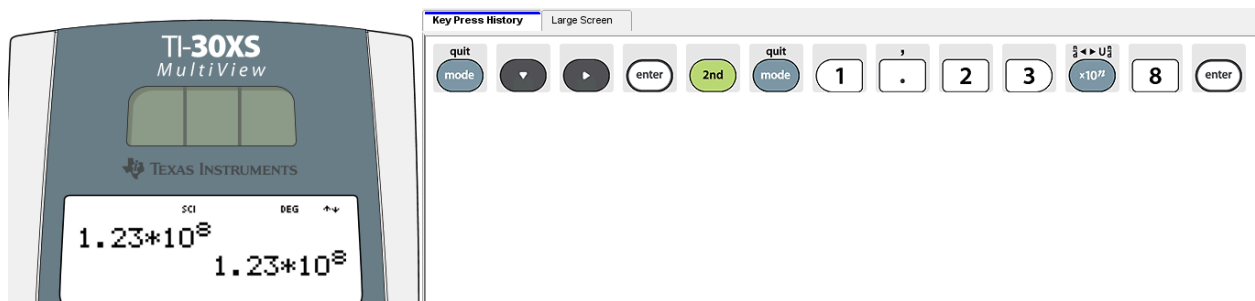 TI-30XS
MultiView
TEXAS INSTRUMENTS
SCI DEG
1.23*10⁸
1.23*10⁸
Key Press History Large Screen
quit quit , 
mode ▼ ▶ enter 2nd mode 1 . 2 3 ×10ⁿ 8 enter